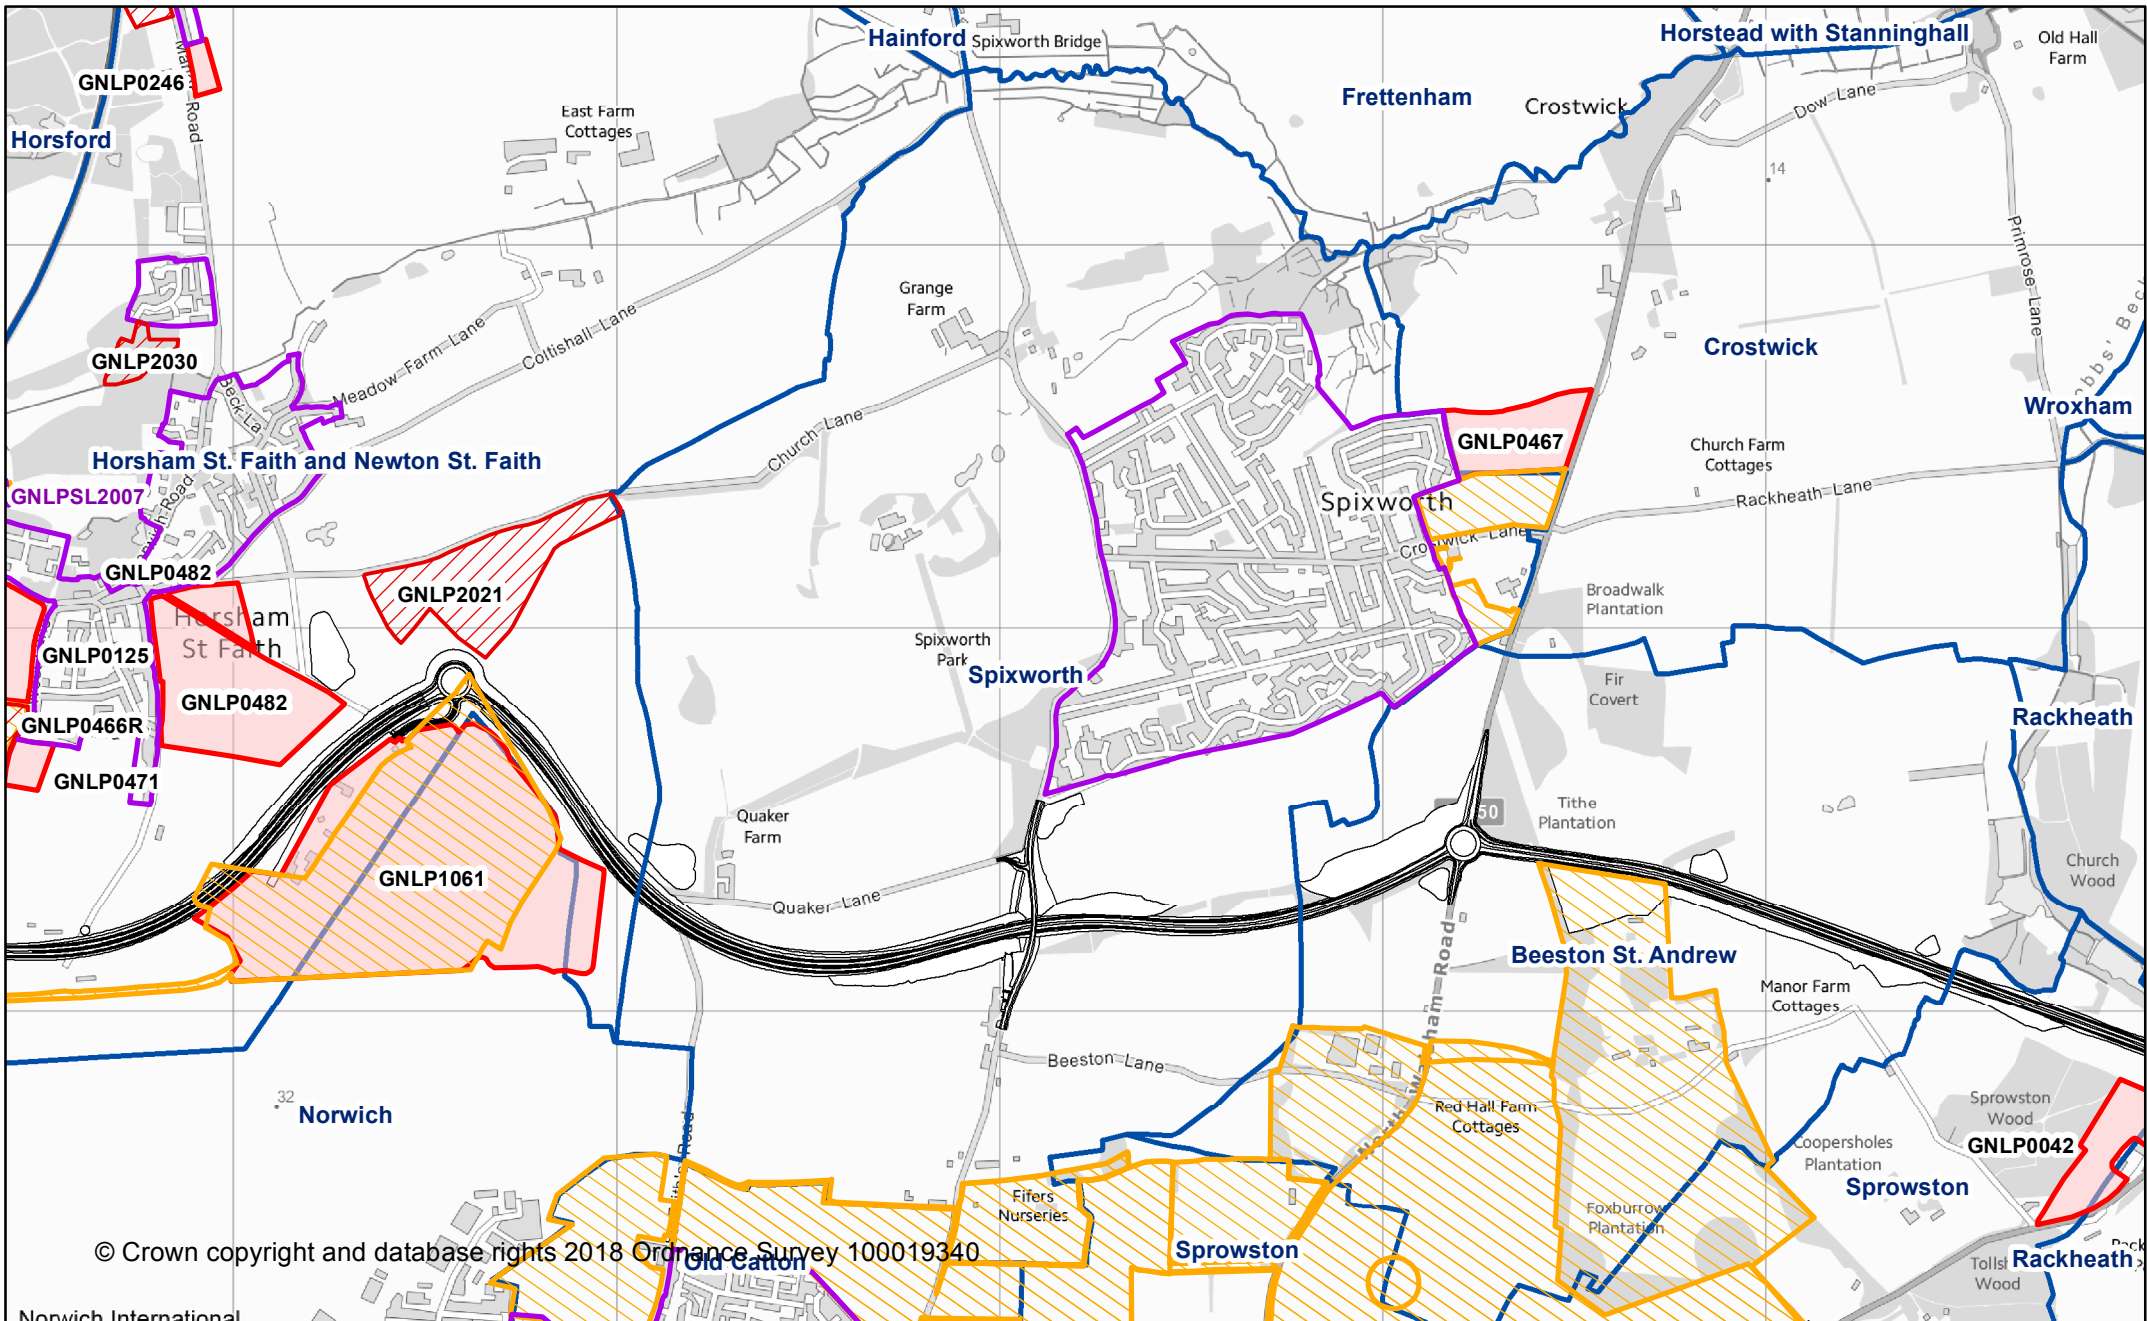 Hainford
Spixworth Bridge
Horstead with Stanninghall
Old Hall
Farm
GNLP0246
Road
Horsford
East Farm
Cottages
Frettenham
Crostwick
Dow Lane
14
Primrose Lane
Grange
Farm
GNLP2030
Meadow Farm Lane
Coltishall Lane
Beck La
Crostwick
Wroxham
Church Lane
GNLP0467
Church Farm
Cottages
Horsham St. Faith and Newton St. Faith
GNLPSL2007
Rackheath Lane
Spixworth
Crostwick Lane
GNLP0482
GNLP2021
Broadwalk
Plantation
Horsham
St Faith
GNLP0125
Spixworth
Park
Spixworth
GNLP0482
Fir
Covert
GNLP0466R
Rackheath
GNLP0471
Quaker
Farm
50
Tithe
Plantation
GNLP1061
Church
Wood
Quaker Lane
Beeston St. Andrew
Manor Farm
Cottages
Beeston Lane
North Walsham Road
32
Norwich
Red Hall Farm
Cottages
Sprowston
Wood
GNLP0042
Coopersholes
Plantation
Sprowston
Fifers
Nurseries
Foxburrow
Plantation
© Crown copyright and database rights 2018 Ordnance Survey 100019340
Old Catton
Sprowston
Rackheath
Wood
Norwich International